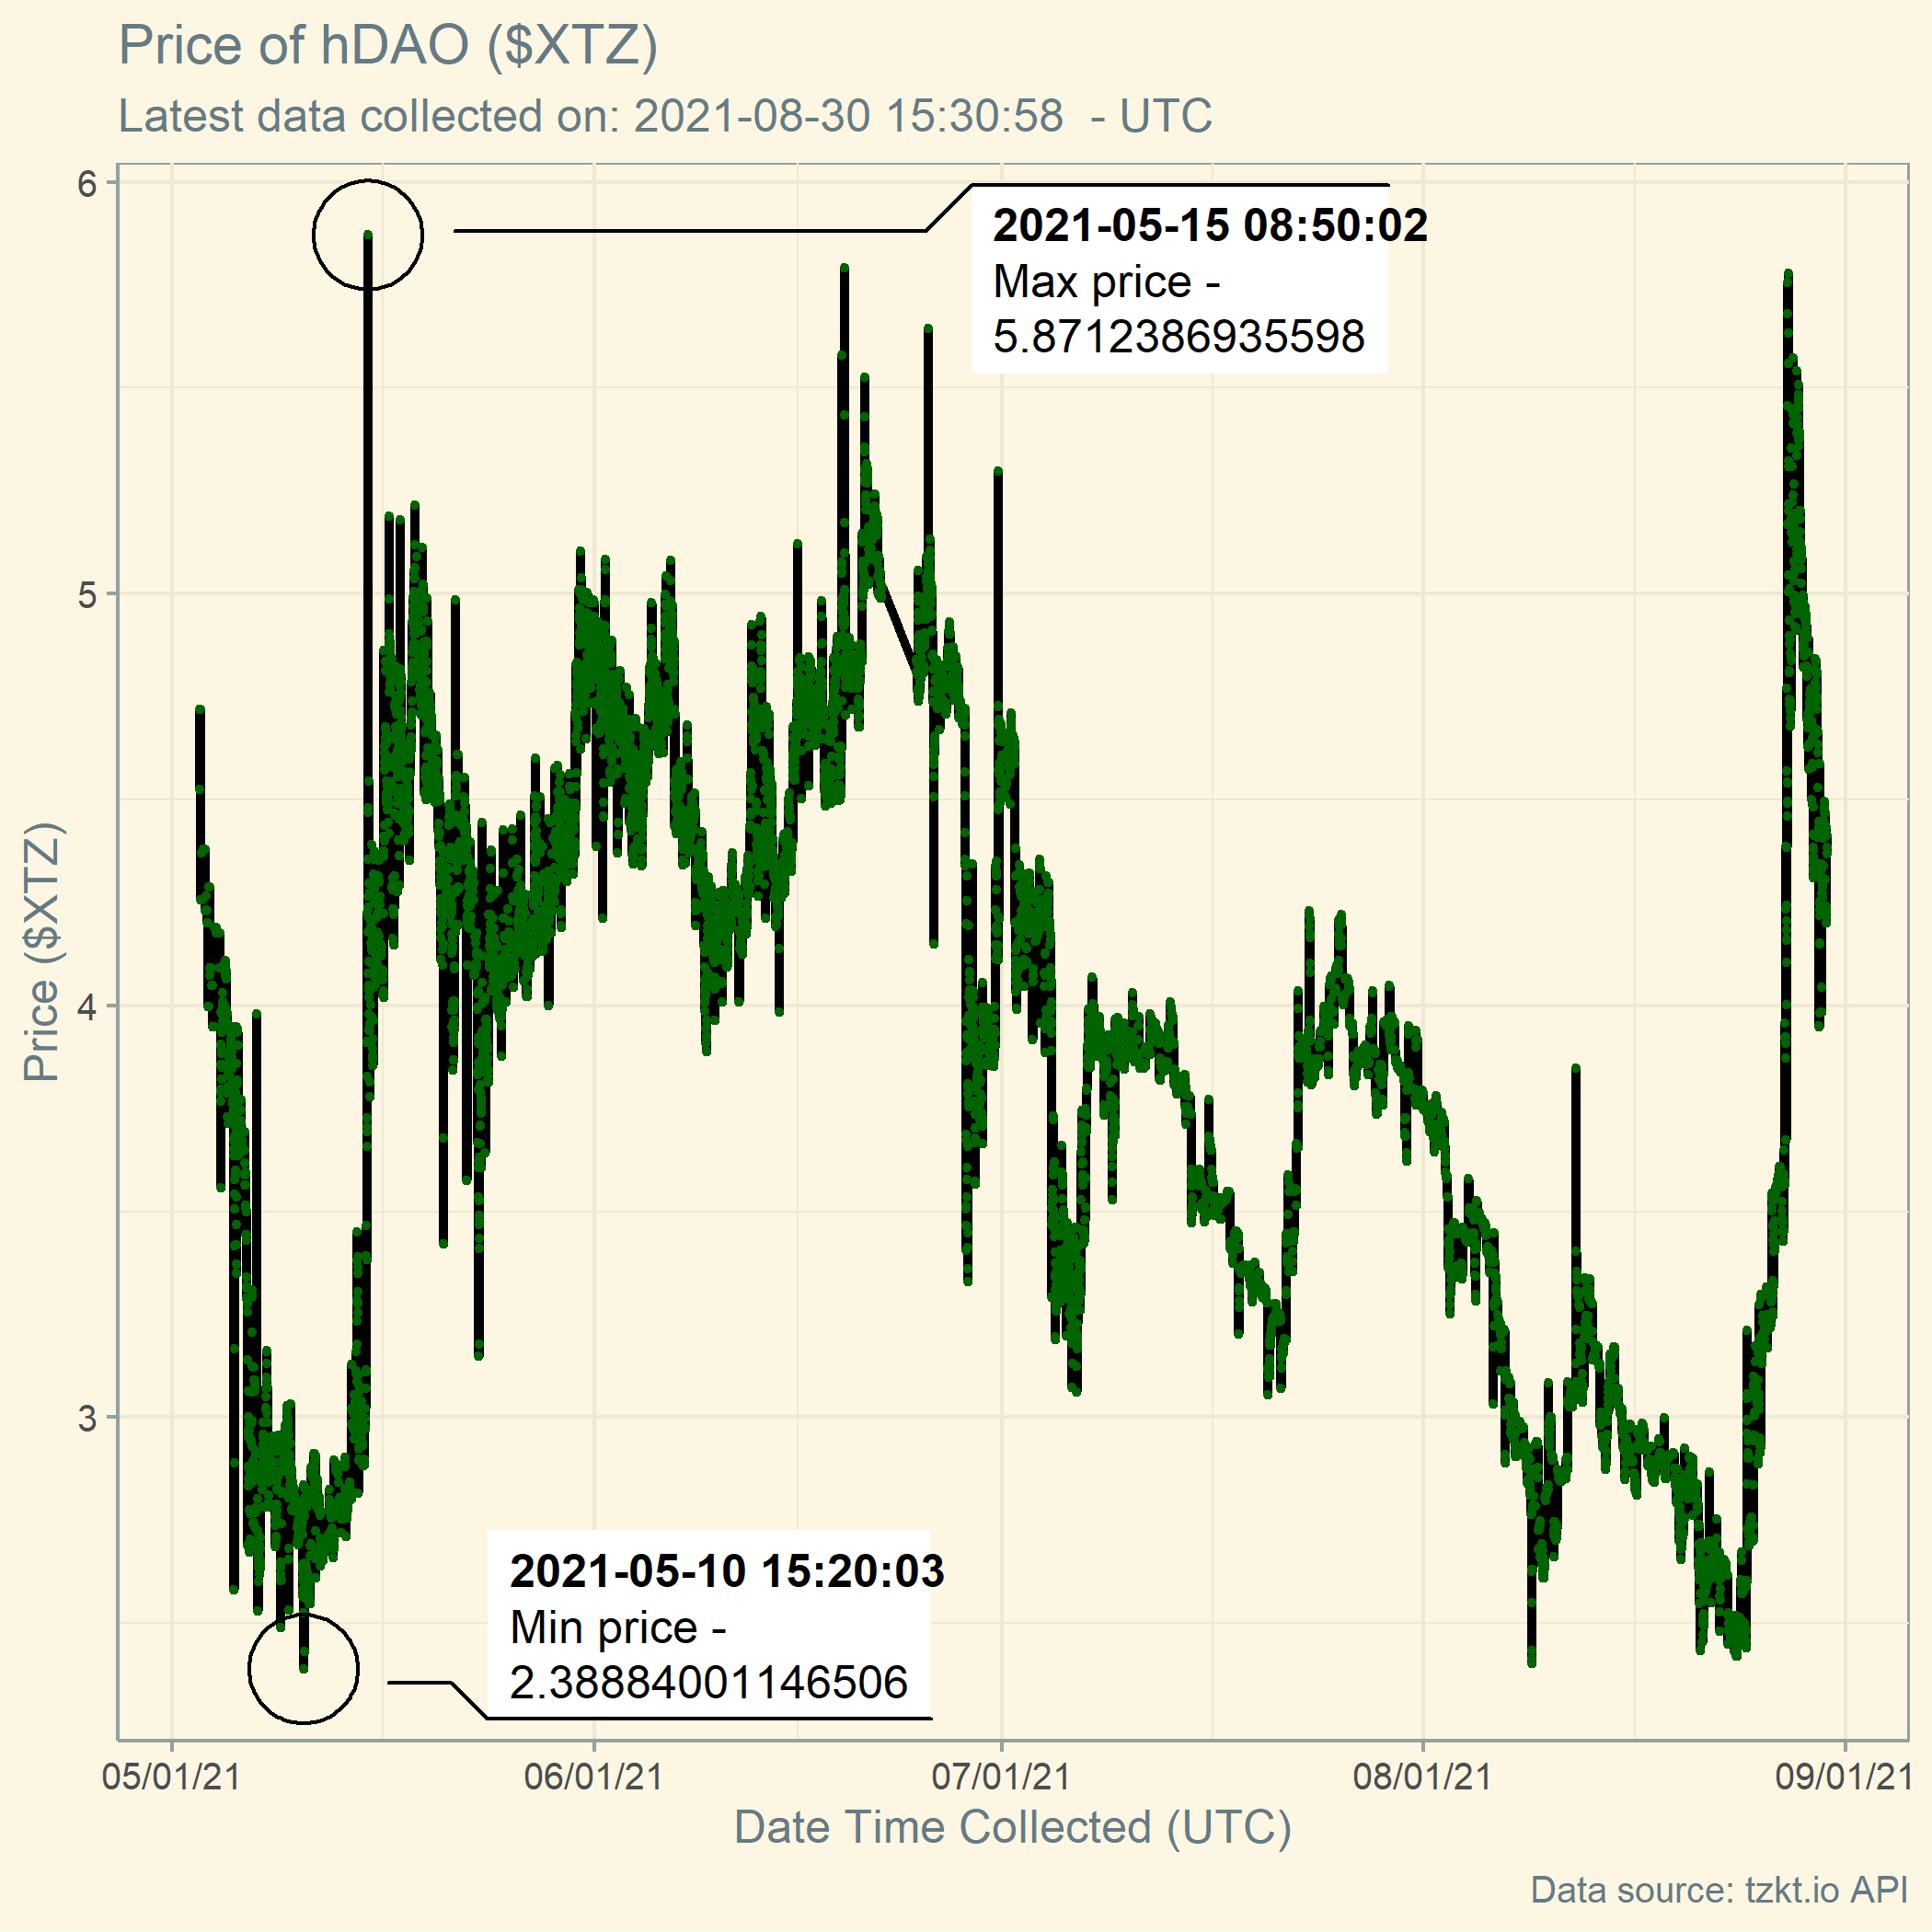 Price of hDAO ($XTZ)
Latest data collected on: 2021-08-30 15:30:58  - UTC
6
5
4
3
Price ($XTZ)
2021-05-15 08:50:02
Max price -
5.8712386935598
2021-05-10 15:20:03
Min price -
2.38884001146506
05/01/21
06/01/21
07/01/21
08/01/21
09/01/21
Date Time Collected (UTC)
Data source: tzkt.io API